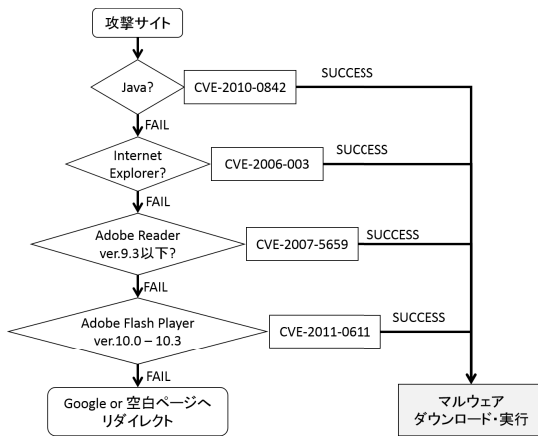 攻撃サイト
Java?
CVE-2010-0842
SUCCESS
FAIL
Internet
Explorer?
CVE-2006-003
SUCCESS
FAIL
Adobe Reader
ver.9.3以下?
CVE-2007-5659
SUCCESS
FAIL
Adobe Flash Player
ver.10.0 – 10.3
CVE-2011-0611
SUCCESS
FAIL
Google or 空白ページへ
リダイレクト
マルウェア
ダウンロード・実行